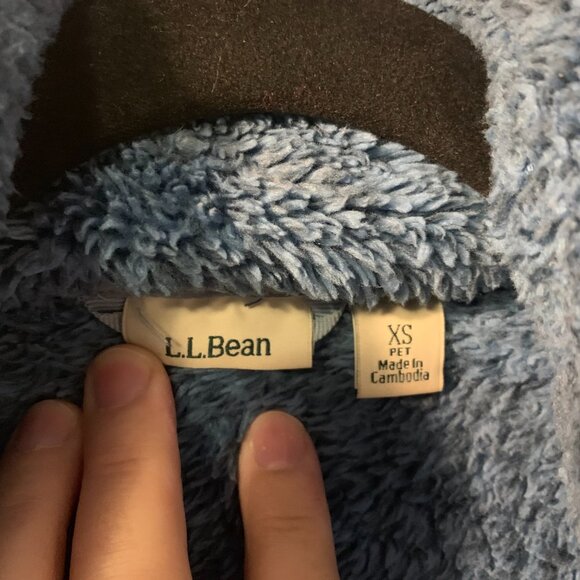 L.L.Bean
XS
PET
Made In
Cambodia